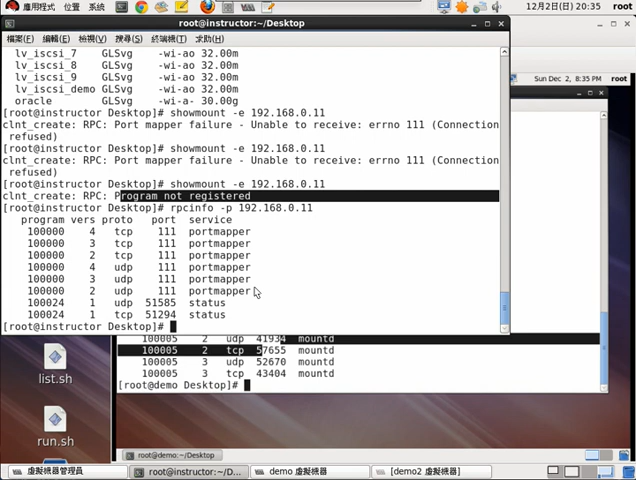 應用程式 位置 系統 12月2日(日) 20:35 root
root@instructor:~/Desktop
檔案(F) 編輯(E) 檢視(V) 搜尋(S) 終端機(T) 求助(H)
lv_iscsi_7 GLSvg -wi-ao 32.00m
lv_iscsi_8 GLSvg -wi-ao 32.00m
lv_iscsi_9 GLSvg -wi-ao 32.00m
lv_iscsi_demo GLSvg -wi-ao 32.00m
oracle GLSvg -wi-a- 30.00g
[root@instructor Desktop]# showmount -e 192.168.0.11
clnt_create: RPC: Port mapper failure - Unable to receive: errno 111 (Connection
refused)
[root@instructor Desktop]# showmount -e 192.168.0.11
clnt_create: RPC: Port mapper failure - Unable to receive: errno 111 (Connection
refused)
[root@instructor Desktop]# showmount -e 192.168.0.11
clnt_create: RPC: Program not registered
[root@instructor Desktop]# rpcinfo -p 192.168.0.11
program vers proto port service
100000 4 tcp 111 portmapper
100000 3 tcp 111 portmapper
100000 2 tcp 111 portmapper
100000 4 udp 111 portmapper
100000 3 udp 111 portmapper
100000 2 udp 111 portmapper
100024 1 udp 51585 status
100024 1 tcp 51294 status
[root@instructor Desktop]#
Sun Dec 2, 8:35 PM root
100005 2 udp 41934 mountd
100005 2 tcp 57655 mountd
100005 3 udp 52670 mountd
100005 3 tcp 43404 mountd
[root@demo Desktop]#
list.sh
run.sh
root@demo:~/Desktop
虛擬機器管理員 root@instructor:~/D... demo 虛擬機器 [demo2 虛擬機器]